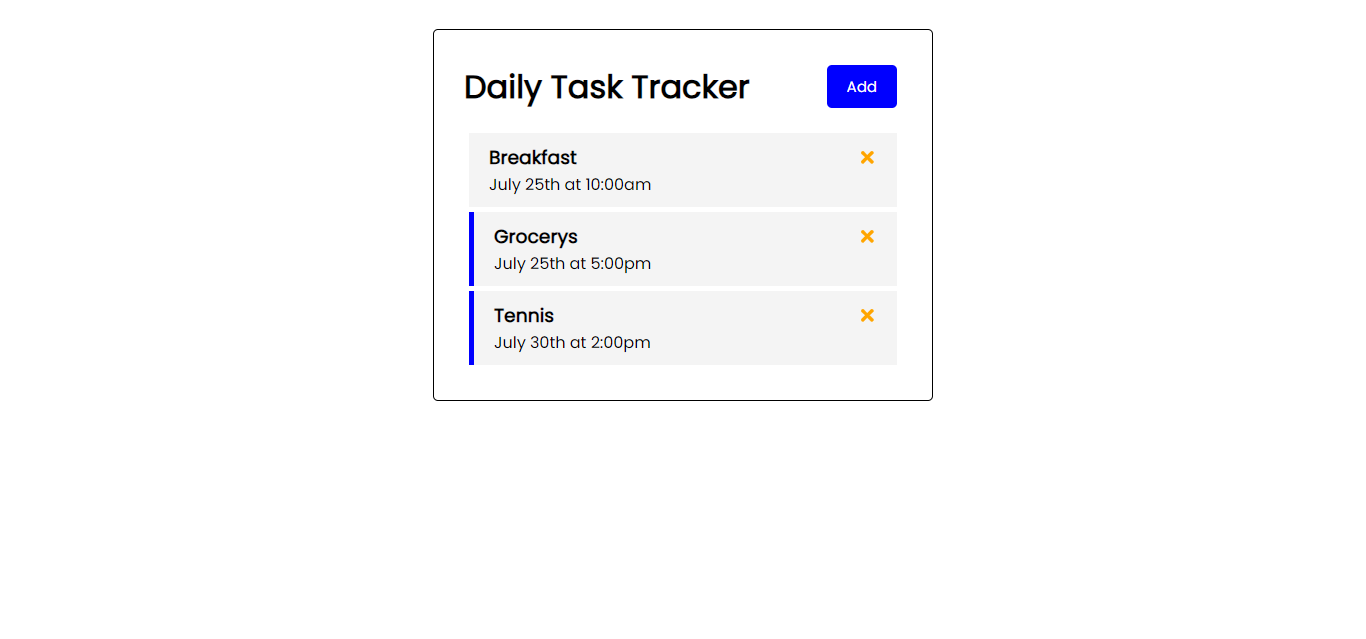 Daily Task Tracker
Add
Breakfast
July 25th at 10:00am
Grocerys
July 25th at 5:00pm
Tennis
July 30th at 2:00pm